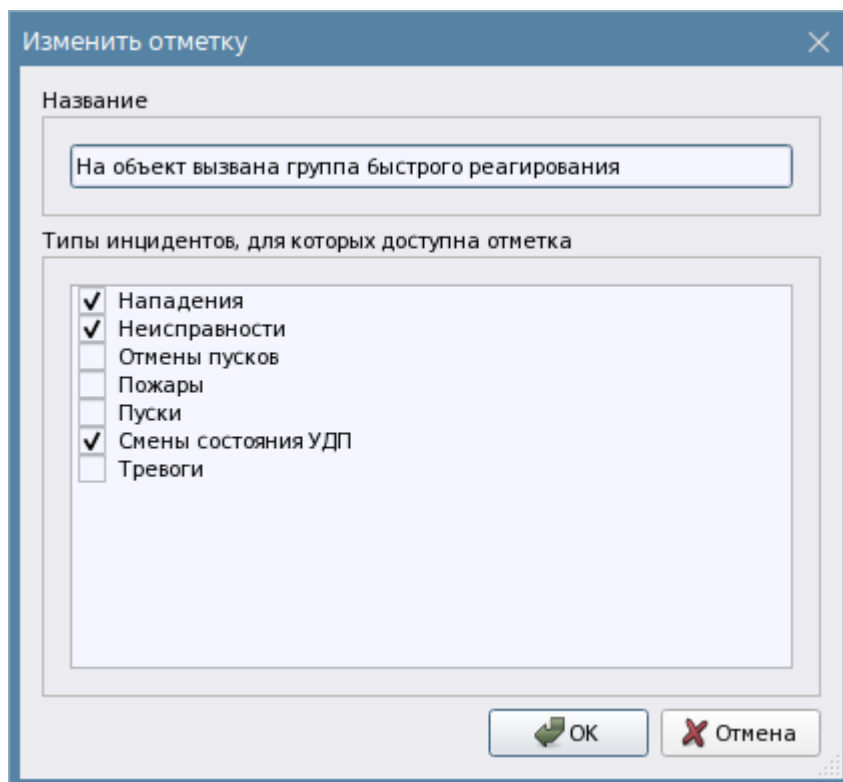 Изменить отметку
Название
На объект вызвана группа быстрого реагирования
Типы инцидентов, для которых доступна отметка
Нападения
Неисправности
Отмены пусков
Пожары
Пуски
Смены состояния УДП
Тревоги
OK
Отмена